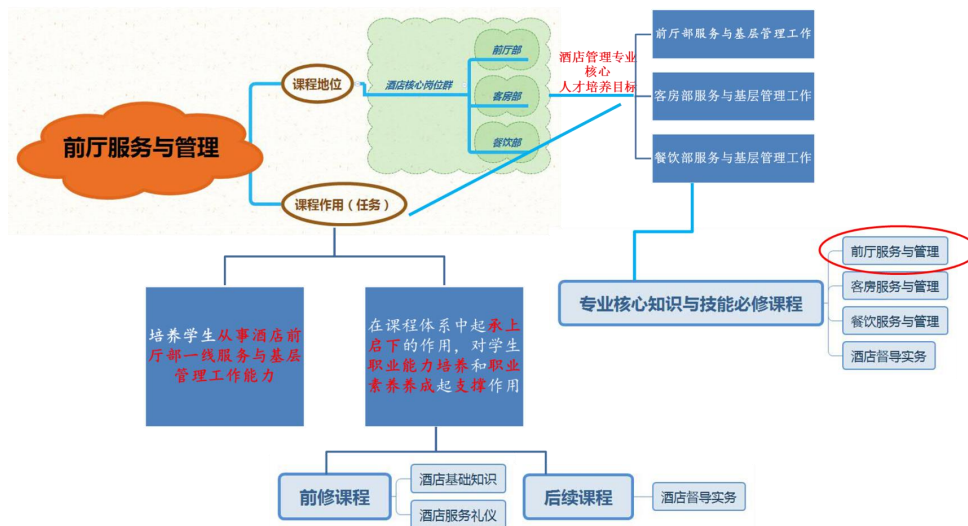 前厅服务与管理
课程地位
酒店核心岗位群
前厅部
客房部
餐饮部
酒店管理专业
核心
人才培养目标
前厅部服务与基层管理工作
客房部服务与基层管理工作
餐饮部服务与基层管理工作
课程作用（任务）
培养学生从事酒店前
厅部一线服务与基层
管理工作能力
在课程体系中起承上
启下的作用，对学生
职业能力培养和职业
素养养成起支撑作用
专业核心知识与技能必修课程
前厅服务与管理
客房服务与管理
餐饮服务与管理
酒店督导实务
前修课程
酒店基础知识
酒店服务礼仪
后续课程
酒店督导实务